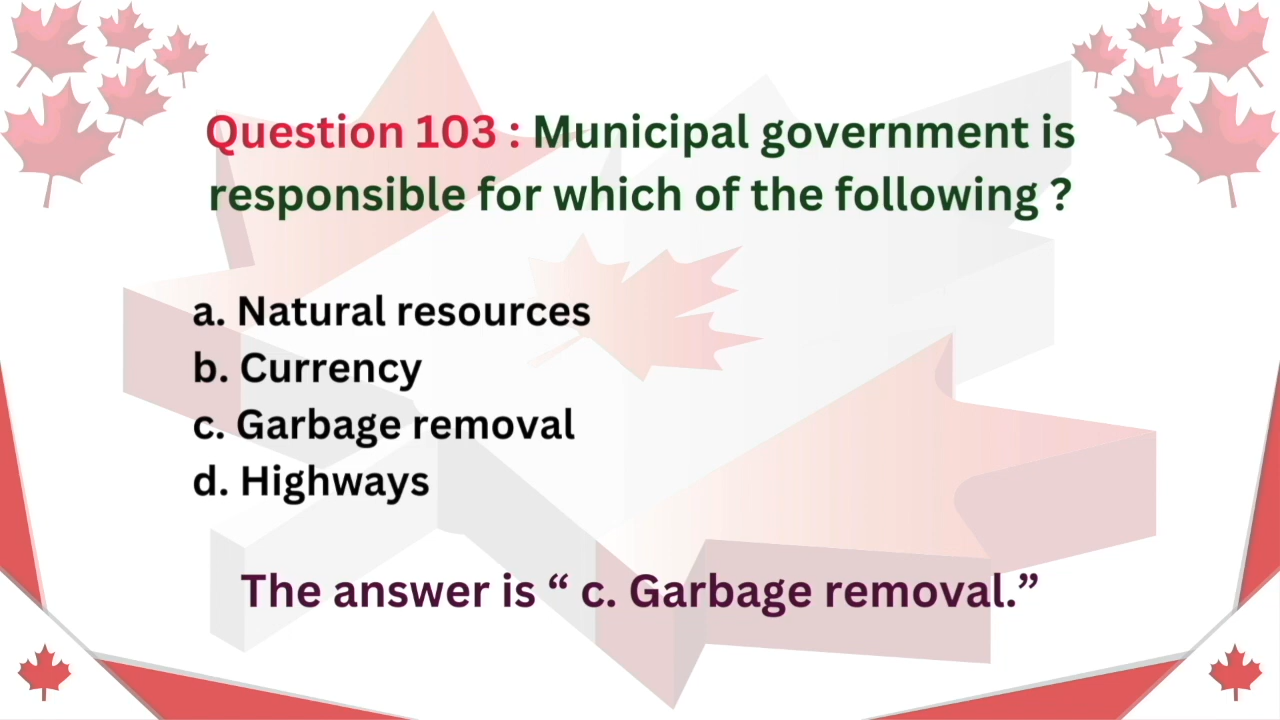 Question 103 : Municipal government is
responsible for which of the following ?
a. Natural resources
b. Currency
c. Garbage removal
d. Highways
The answer is “ c. Garbage removal.”